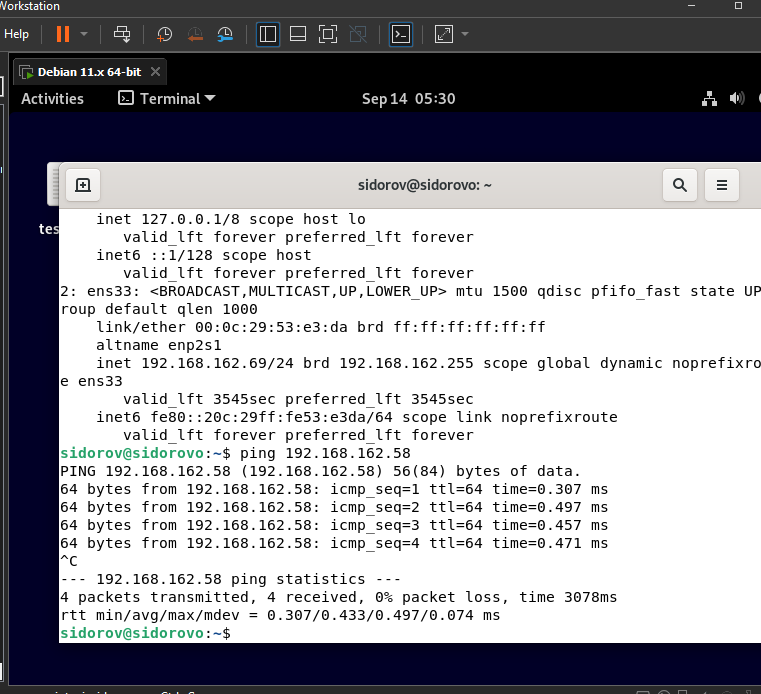 Workstation
Help
Debian 11.x 64-bit
Activities
Terminal
Sep 14 05:30
sidorov@sidorovo: ~
tes
inet 127.0.0.1/8 scope host lo
valid_lft forever preferred_lft forever
inet6 ::1/128 scope host
valid_lft forever preferred_lft forever
2: ens33: <BROADCAST,MULTICAST,UP,LOWER_UP> mtu 1500 qdisc pfifo_fast state UP
roup default qlen 1000
link/ether 00:0c:29:53:e3:da brd ff:ff:ff:ff:ff:ff
altname enp2s1
inet 192.168.162.69/24 brd 192.168.162.255 scope global dynamic noprefixro
e ens33
valid_lft 3545sec preferred_lft 3545sec
inet6 fe80::20c:29ff:fe53:e3da/64 scope link noprefixroute
valid_lft forever preferred_lft forever
sidorov@sidorovo:~$ ping 192.168.162.58
PING 192.168.162.58 (192.168.162.58) 56(84) bytes of data.
64 bytes from 192.168.162.58: icmp_seq=1 ttl=64 time=0.307 ms
64 bytes from 192.168.162.58: icmp_seq=2 ttl=64 time=0.497 ms
64 bytes from 192.168.162.58: icmp_seq=3 ttl=64 time=0.457 ms
64 bytes from 192.168.162.58: icmp_seq=4 ttl=64 time=0.471 ms
^C
--- 192.168.162.58 ping statistics ---
4 packets transmitted, 4 received, 0% packet loss, time 3078ms
rtt min/avg/max/mdev = 0.307/0.433/0.497/0.074 ms
sidorov@sidorovo:~$